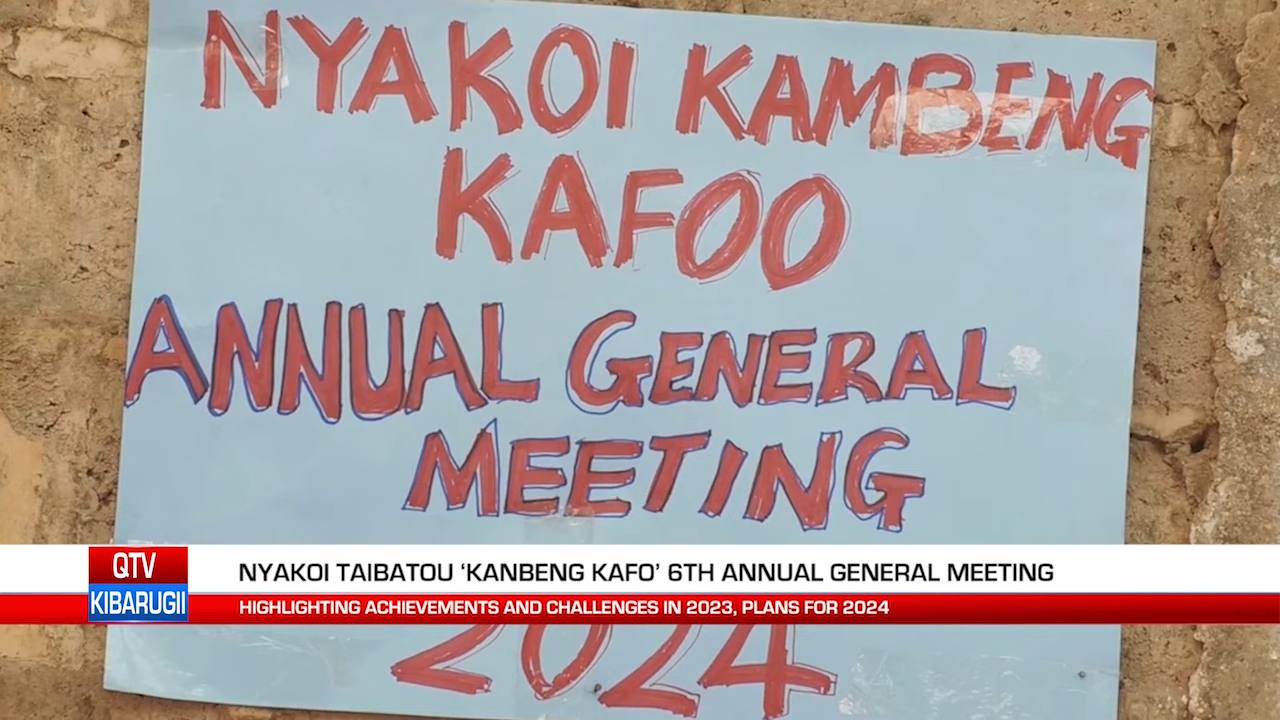 NYAKOI KAMBENG
KAFOO
ANNUAL GENERAL
MEETING
QTV
KIBARUGII
NYAKOI TAIBATOU ‘KANBENG KAFO’ 6TH ANNUAL GENERAL MEETING
HIGHLIGHTING ACHIEVEMENTS AND CHALLENGES IN 2023, PLANS FOR 2024
2024